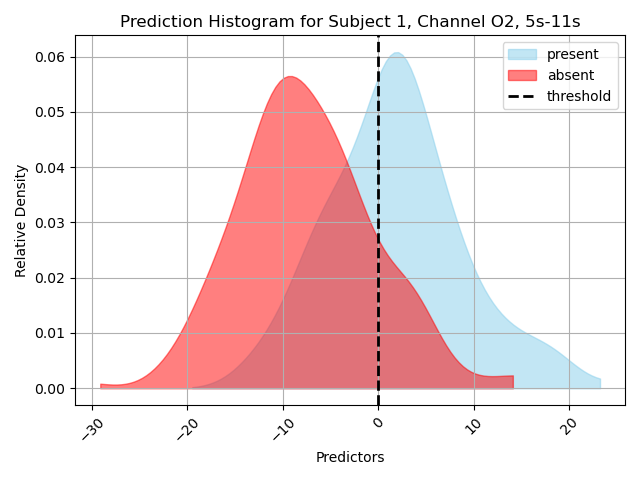 Prediction Histogram for Subject 1, Channel O2, 5s-11s
present
absent
threshold
Relative Density
0.06
0.05
0.04
0.03
0.02
0.01
0.00
−30
−20
−10
0
10
20
Predictors